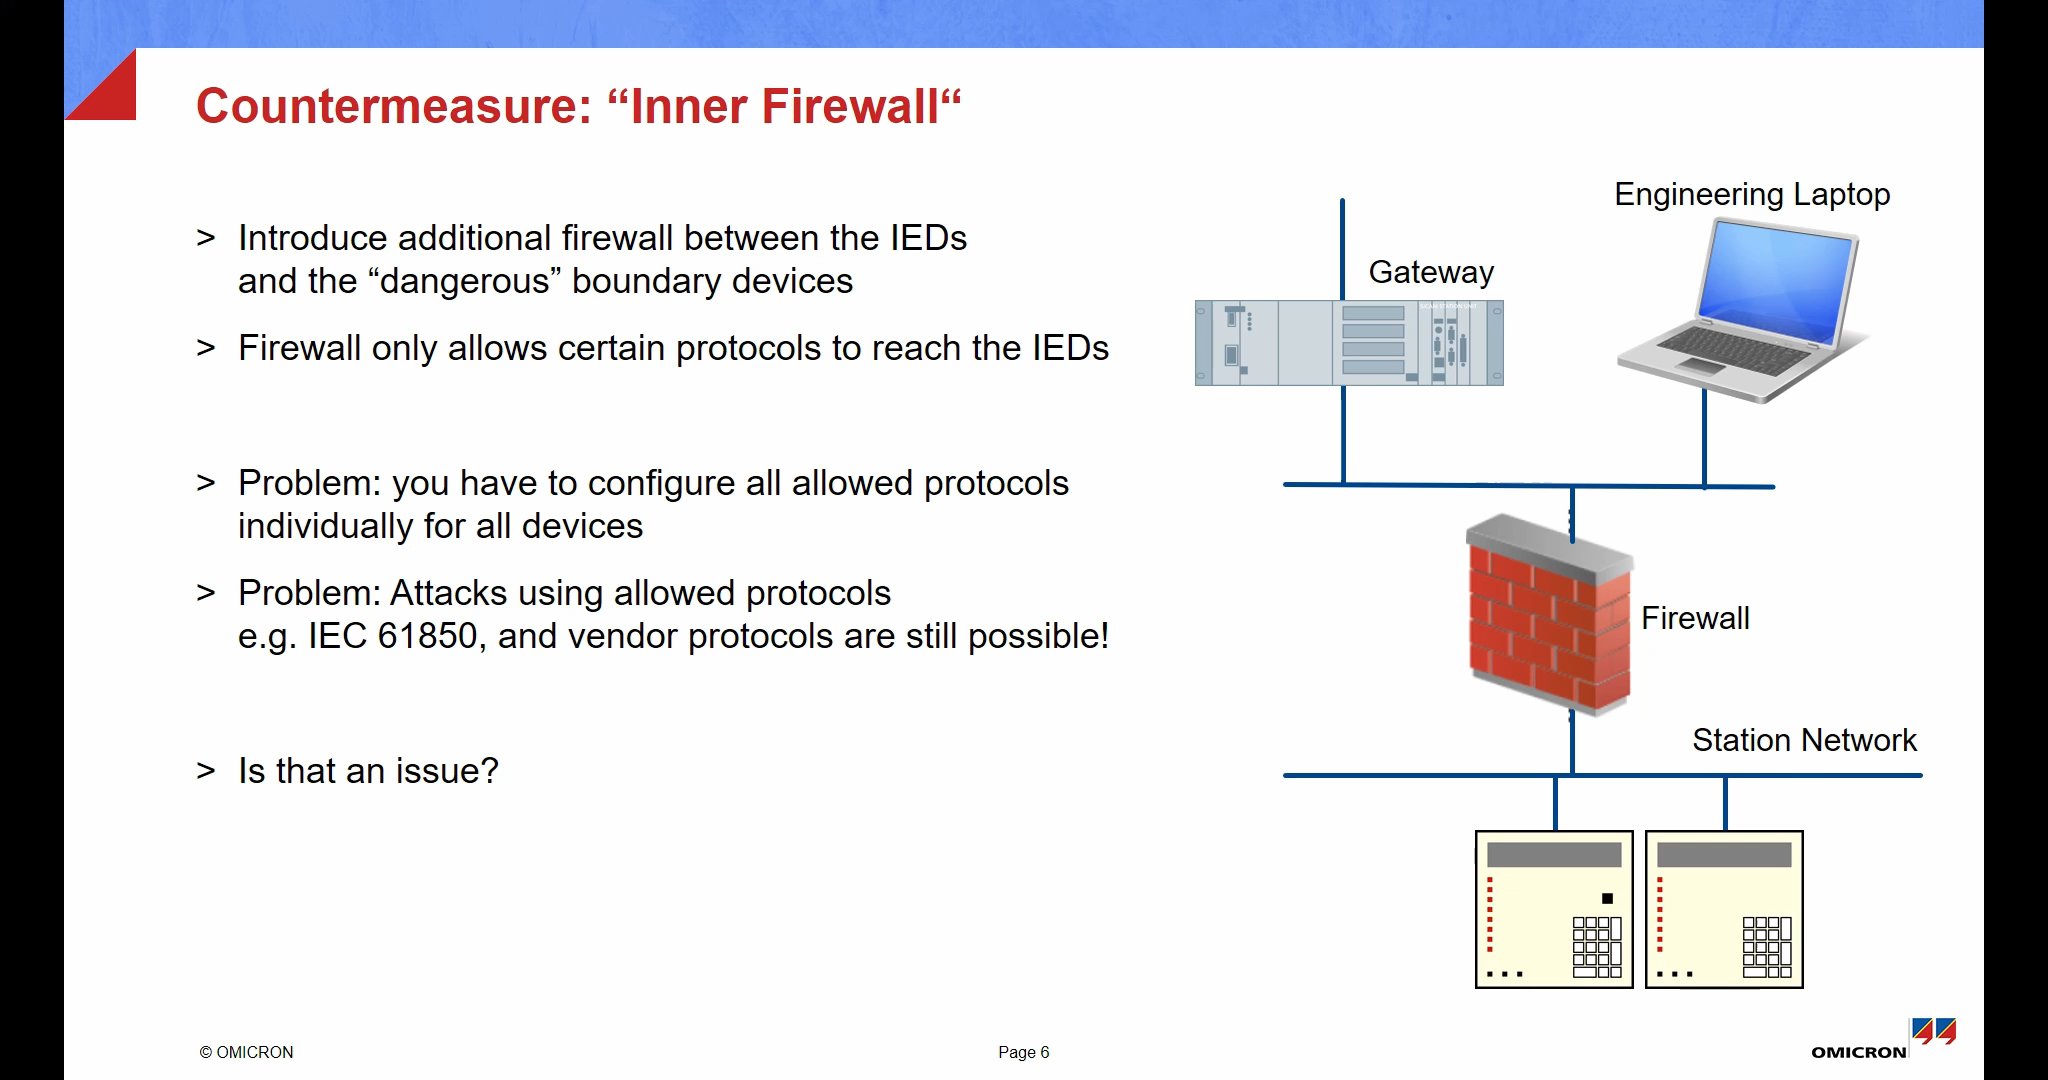 Countermeasure: “Inner Firewall“
> Introduce additional firewall between the IEDs
and the “dangerous” boundary devices
> Firewall only allows certain protocols to reach the IEDs
> Problem: you have to configure all allowed protocols
individually for all devices
> Problem: Attacks using allowed protocols
e.g. IEC 61850, and vendor protocols are still possible!
> Is that an issue?
Engineering Laptop
Gateway
Firewall
Station Network
© OMICRON
Page 6
OMICRON